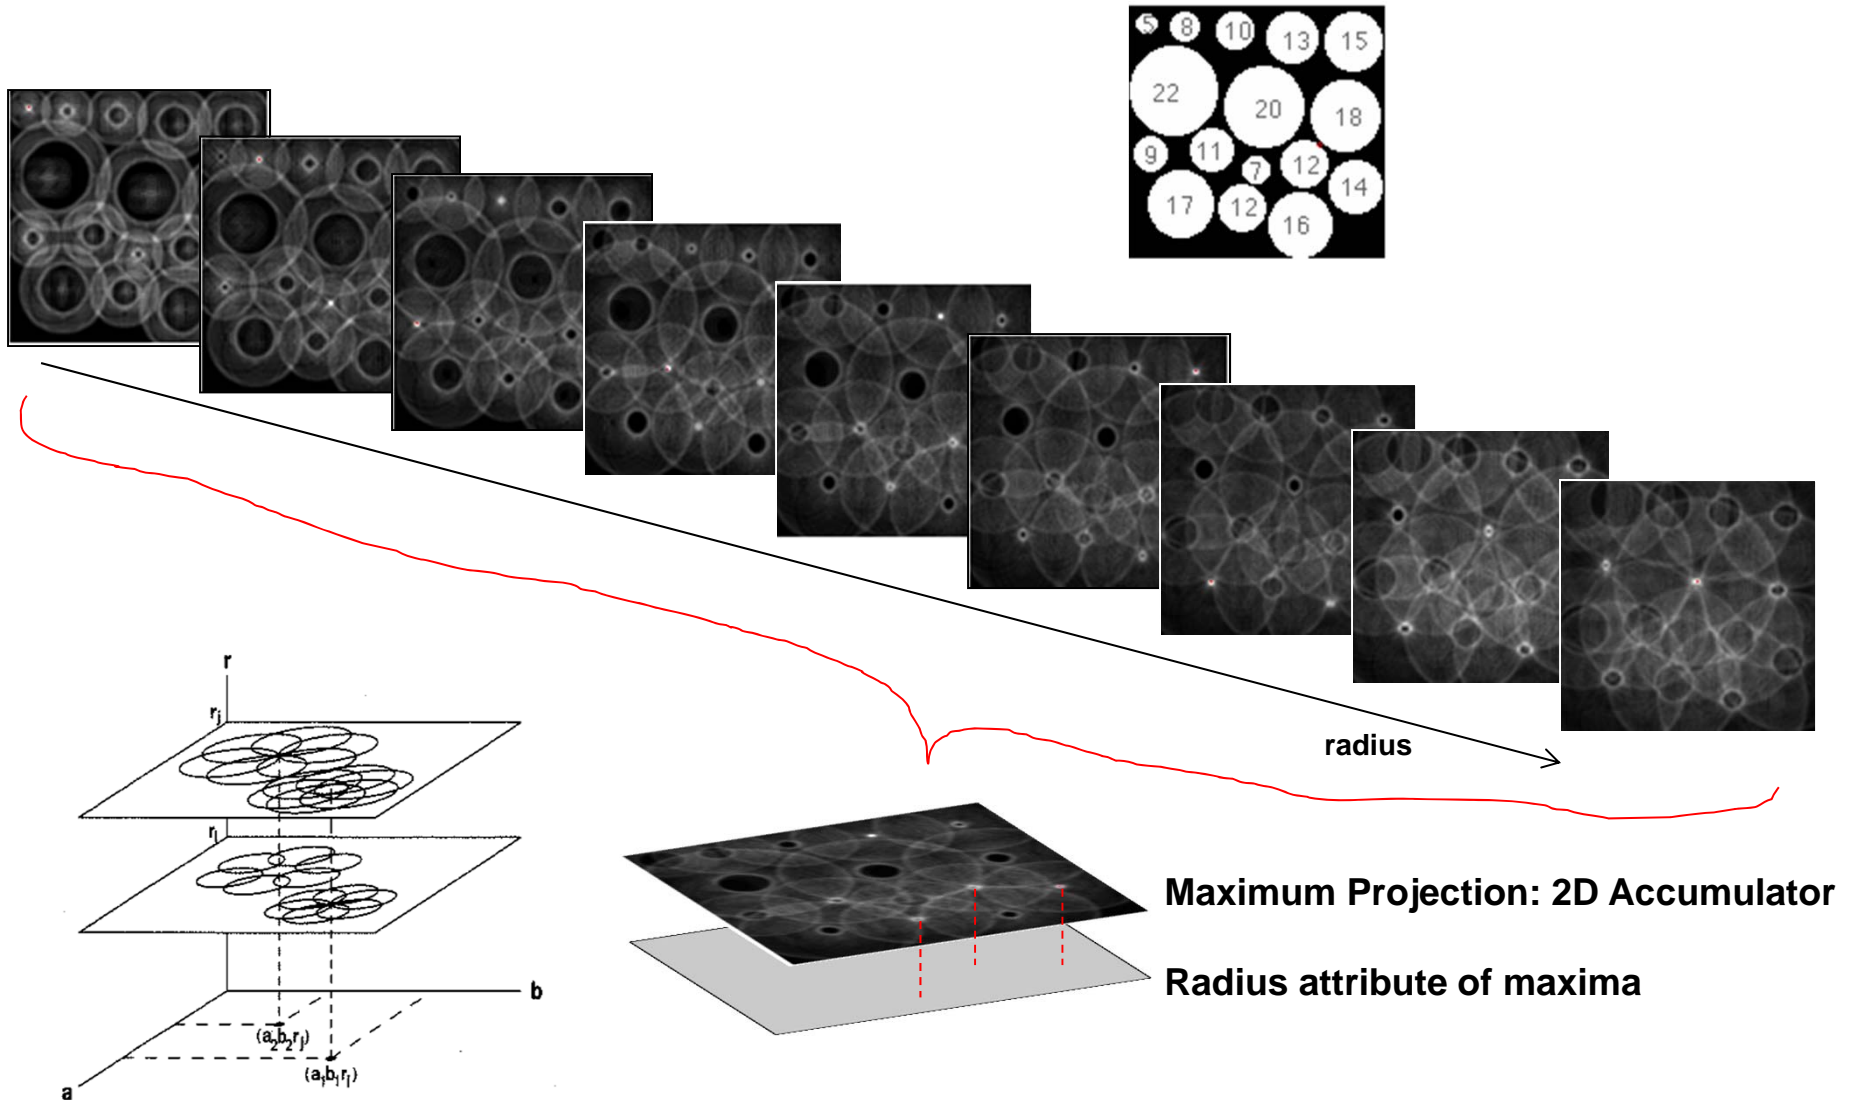 5 8 10 13 15
22 20 18
9 11 7 12 14
17 12 16
radius
r
rj
ri
b
(a2b2rj)
(a1b1ri)
a
Maximum Projection: 2D Accumulator
Radius attribute of maxima